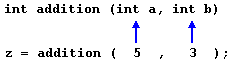 int addition (int a, int b)
z = addition ( 5 , 3 );